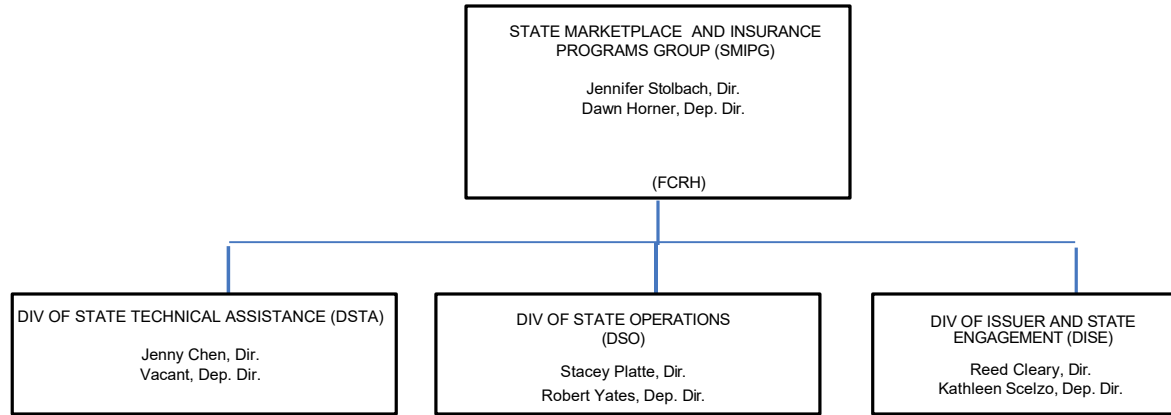 STATE MARKETPLACE AND INSURANCE
PROGRAMS GROUP (SMIPG)
Jennifer Stolbach, Dir.
Dawn Horner, Dep. Dir.
(FCRH)
DIV OF STATE TECHNICAL ASSISTANCE (DSTA)
Jenny Chen, Dir.
Vacant, Dep. Dir.
DIV OF STATE OPERATIONS
(DSO)
Stacey Platte, Dir.
Robert Yates, Dep. Dir.
DIV OF ISSUER AND STATE
ENGAGEMENT (DISE)
Reed Cleary, Dir.
Kathleen Scelzo, Dep. Dir.